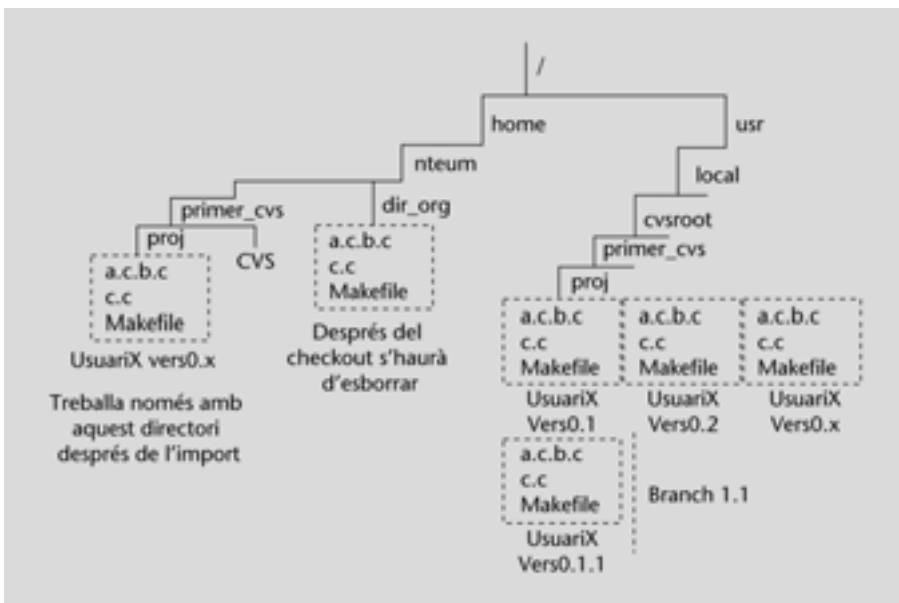 /
home
usr
nteum
local
primer_cvs
dir_org
cvsroot
proj
CVS
primer_cvs
proj
a.c.b.c
c.c
Makefile
UsuariX vers0.x
Treballa només amb
aquest directori
després de l'import
a.c.b.c
c.c
Makefile
Després del
checkout s'haurà
d'esborrar
a.c.b.c
c.c
Makefile
UsuariX
Vers0.1
a.c.b.c
c.c
Makefile
UsuariX
Vers0.2
a.c.b.c
c.c
Makefile
UsuariX
Vers0.x
a.c.b.c
c.c
Makefile
UsuariX
Vers0.1.1
Branch 1.1